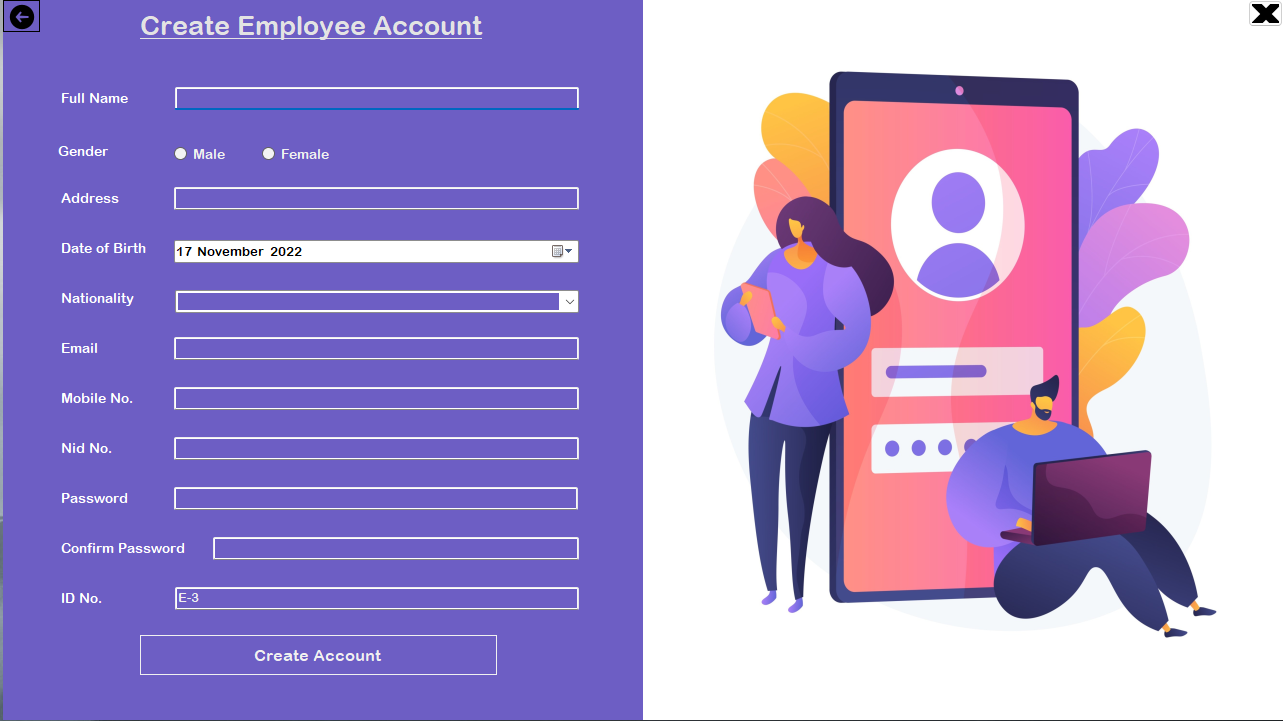 Create Employee Account
Full Name
Gender Male Female
Address
Date of Birth 17 November 2022
Nationality
Email
Mobile No.
Nid No.
Password
Confirm Password
ID No. E-3
Create Account